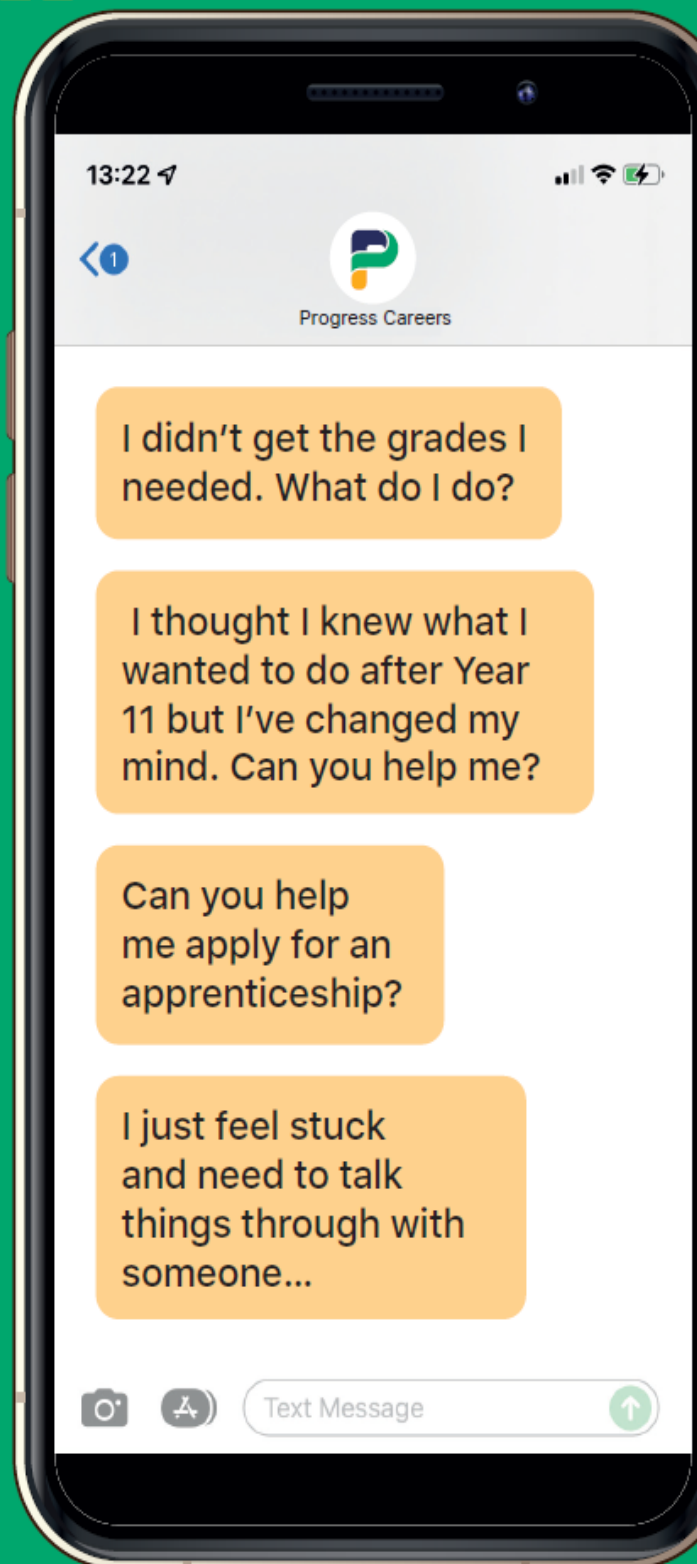 13:22
1
Progress Careers
I didn’t get the grades I
needed. What do I do?
I thought I knew what I
wanted to do after Year
11 but I’ve changed my
mind. Can you help me?
Can you help
me apply for an
apprenticeship?
I just feel stuck
and need to talk
things through with
someone...
Text Message